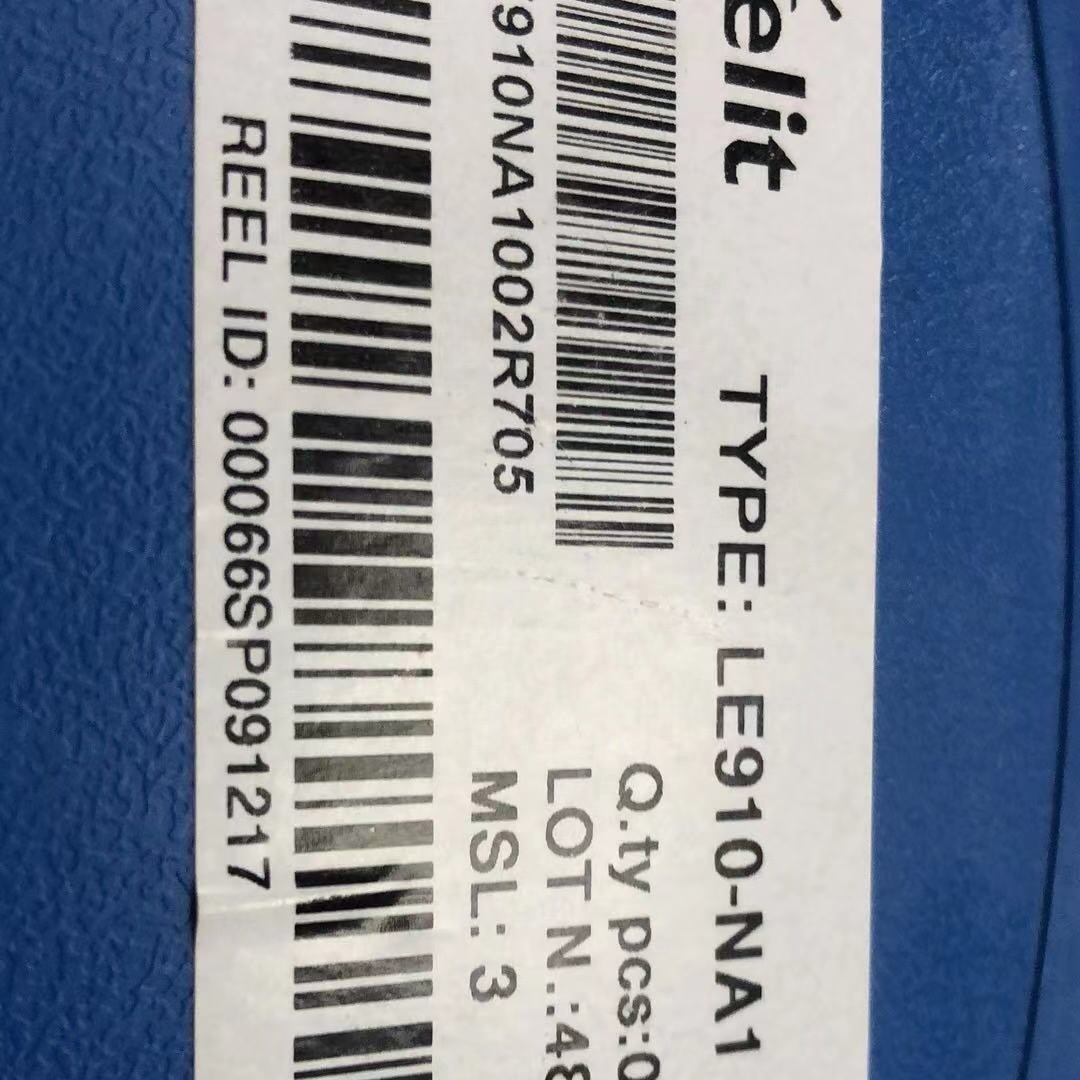 elit TYPE: LE910-NA1
Q.ty pcs:0
910NA1002R705
LOT N.:48
MSL: 3
REEL ID: 00066SP091217